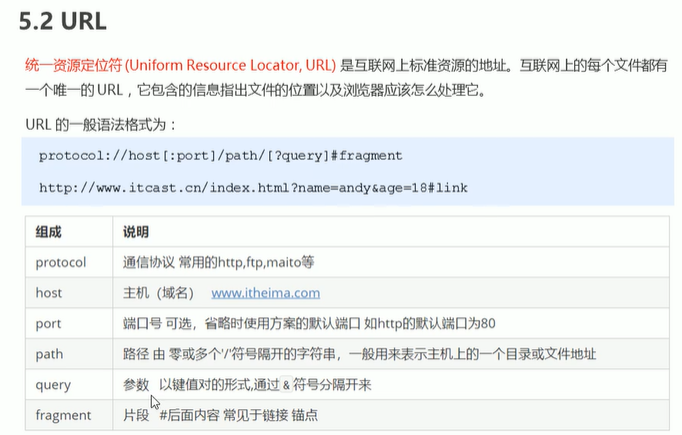 5.2 URL
统一资源定位符 (Uniform Resource Locator, URL) 是互联网上标准资源的地址。互联网上的每个文件都有
一个唯一的 URL，它包含的信息指出文件的位置以及浏览器应该怎么处理它。
URL 的一般语法格式为：
protocol://host[:port]/path/[?query]#fragment
http://www.itcast.cn/index.html?name=andy&age=18#link
组成 说明
protocol 通信协议 常用的http,ftp,maito等
host 主机（域名） www.itheima.com
port 端口号 可选，省略时使用方案的默认端口 如http的默认端口为80
path 路径 由 零或多个'/'符号隔开的字符串，一般用来表示主机上的一个目录或文件地址
query 参数 以键值对的形式,通过 & 符号分隔开来
fragment 片段 #后面内容 常见于链接 锚点